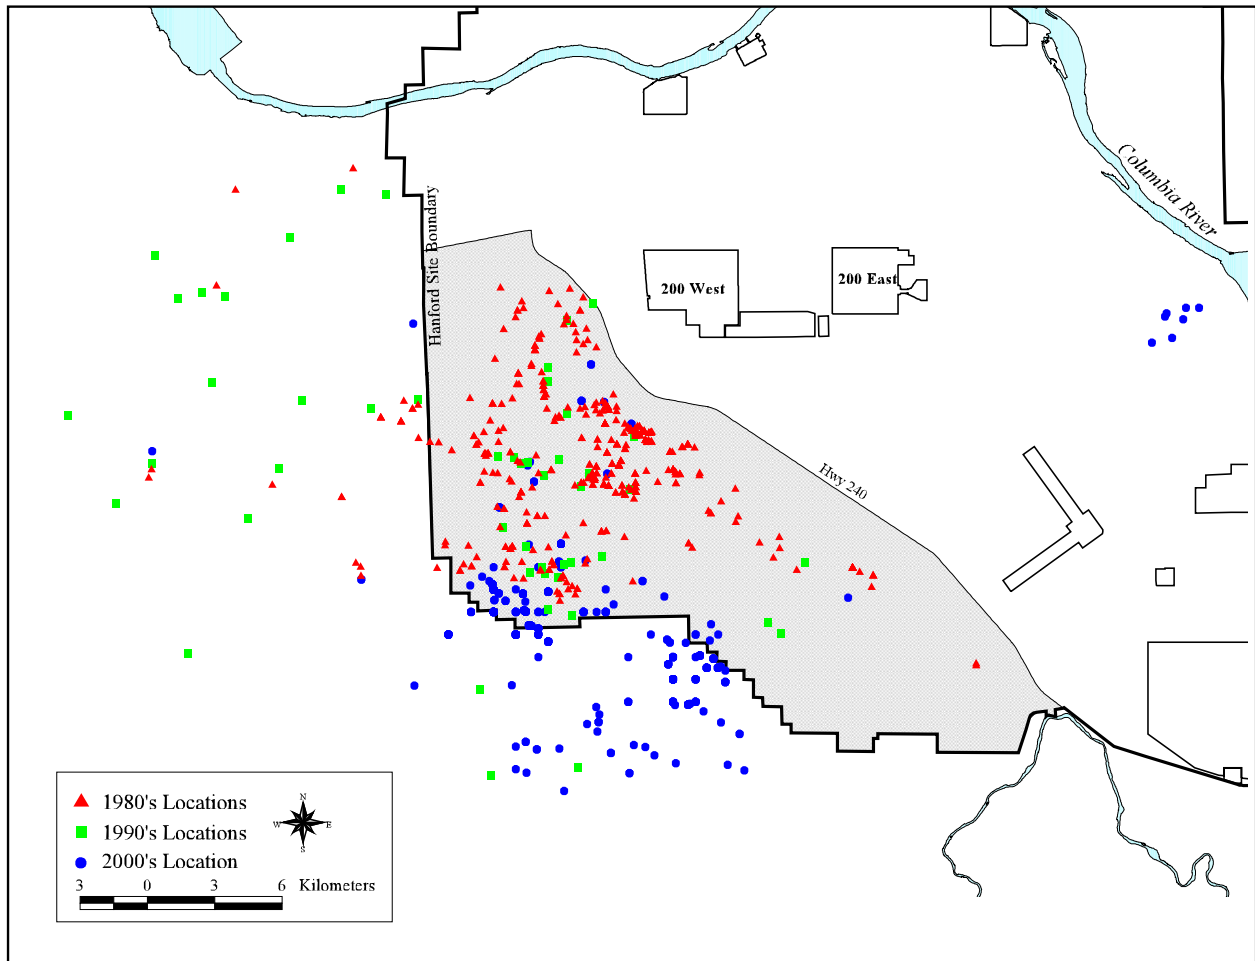 Columbia River
Hanford Site Boundary
200 West
200 East
Hwy 240
1980's Locations
1990's Locations
2000's Location
N
W
E
S
3 0 3 6 Kilometers